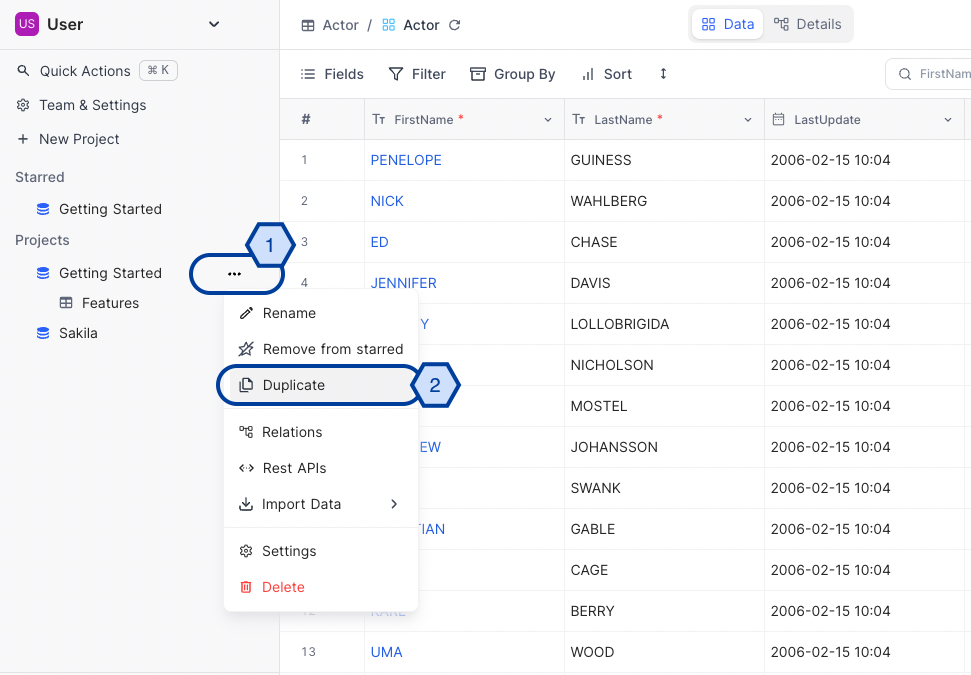 US User
Actor / Actor
Data Details
Quick Actions ⌘ K
Team & Settings
New Project
Starred
Getting Started
Projects
Getting Started
Features
Sakila
Fields Filter Group By Sort
FirstNam
# FirstName * LastName * LastUpdate
1 PENELOPE GUINESS 2006-02-15 10:04
2 NICK WAHLBERG 2006-02-15 10:04
3 ED CHASE 2006-02-15 10:04
4 JENNIFER DAVIS 2006-02-15 10:04
Y LOLLOBRIGIDA 2006-02-15 10:04
NICHOLSON 2006-02-15 10:04
MOSTEL 2006-02-15 10:04
EW JOHANSSON 2006-02-15 10:04
SWANK 2006-02-15 10:04
TIAN GABLE 2006-02-15 10:04
CAGE 2006-02-15 10:04
12 KARL BERRY 2006-02-15 10:04
13 UMA WOOD 2006-02-15 10:04
1
...
Rename
Remove from starred
Duplicate
2
Relations
Rest APIs
Import Data
Settings
Delete